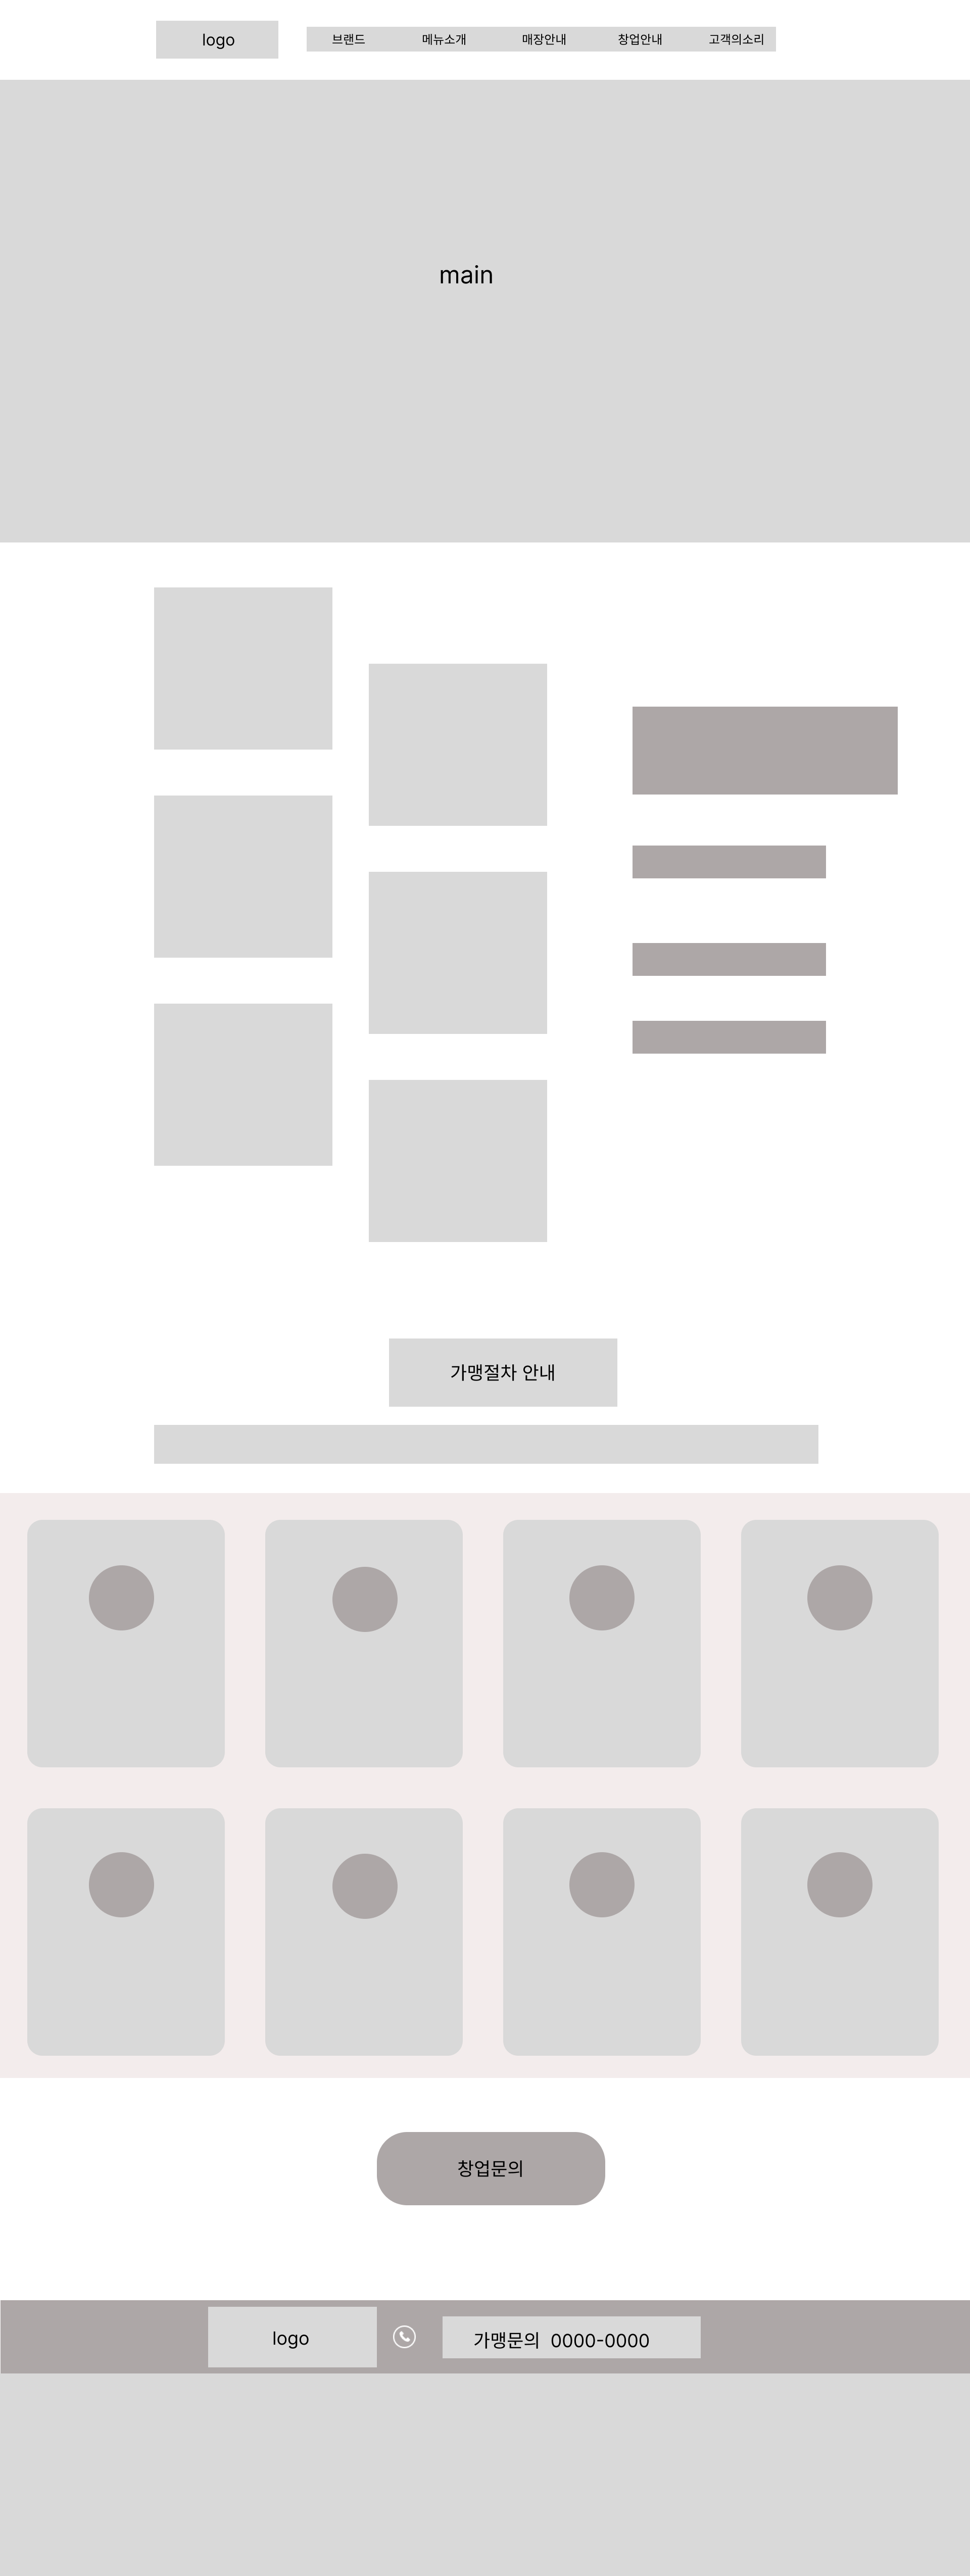 logo
브랜드 메뉴소개 매장안내 창업안내 고객의소리
main
가맹절차 안내
창업문의
logo
가맹문의 0000-0000